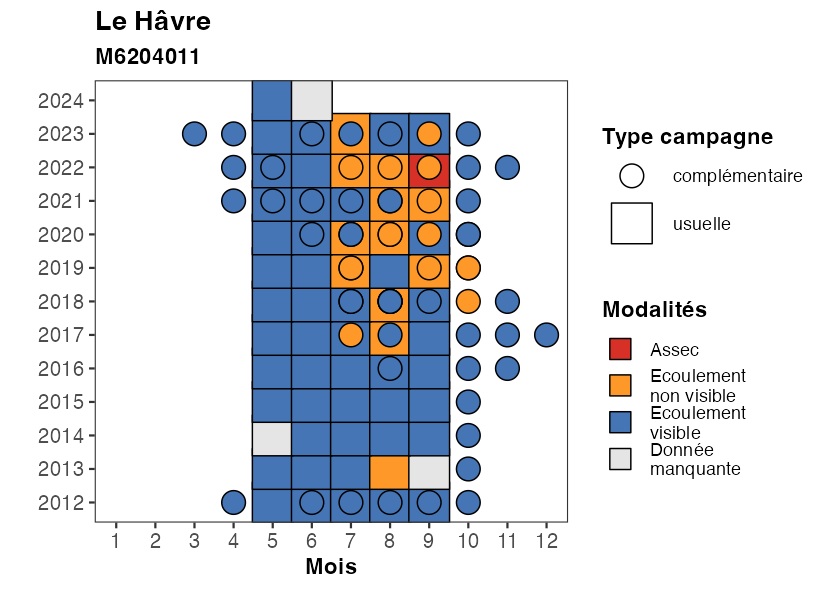 Le Hâvre
M6204011
2024
2023
2022
2021
2020
2019
2018
2017
2016
2015
2014
2013
2012
1 2 3 4 5 6 7 8 9 10 11 12
Mois
Type campagne
complémentaire
usuelle
Modalités
Assec
Ecoulement
non visible
Ecoulement
visible
Donnée
manquante